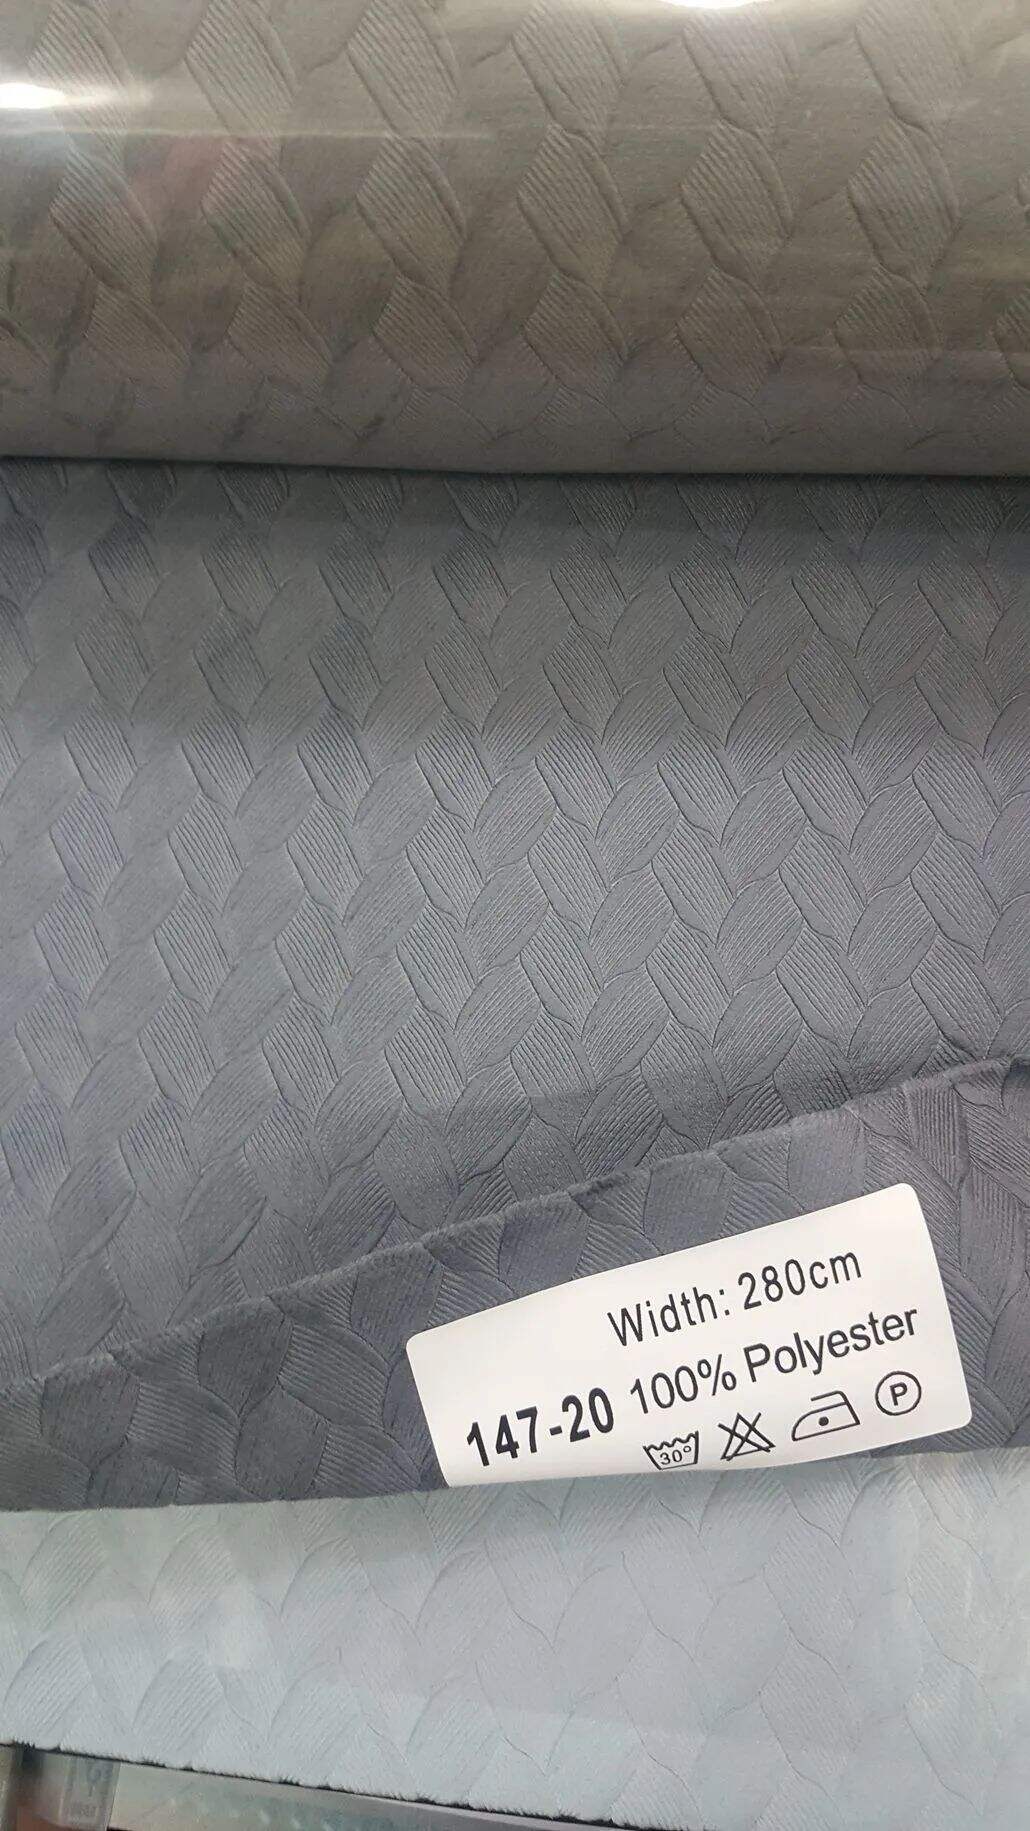 Width: 280cm
147-20 100% Polyester
30° P